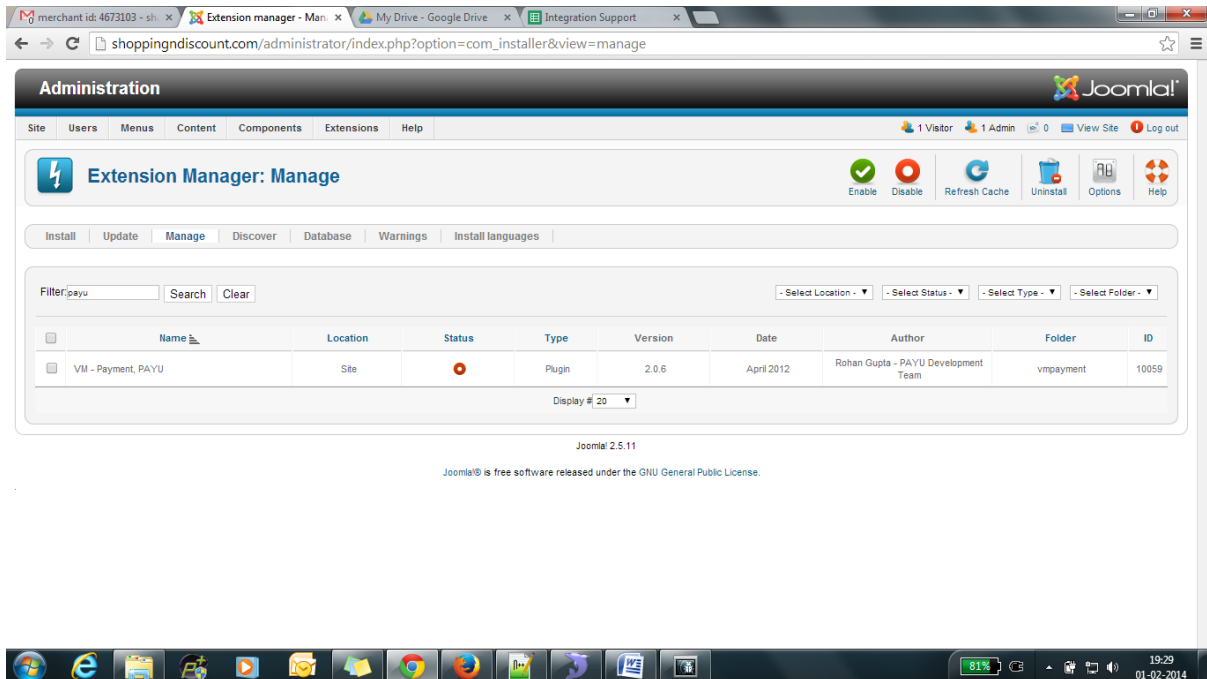 merchant id: 4673103 - sh
Extension manager - Man
My Drive - Google Drive
Integration Support
shoppingndiscount.com/administrator/index.php?option=com_installer&view=manage
Administration
Joomla!
Site Users Menus Content Components Extensions Help 1 Visitor 1 Admin 0 View Site Log out
Extension Manager: Manage
Enable Disable Refresh Cache Uninstall Options Help
Install Update Manage Discover Database Warnings Install languages
Filter: payu Search Clear - Select Location - - Select Status - - Select Type - - Select Folder -
Name Location Status Type Version Date Author Folder ID
VM - Payment, PAYU Site Plugin 2.0.6 April 2012 Rohan Gupta - PAYU Development Team vmpayment 10059
Display # 20
Joomla! 2.5.11
Joomla!® is free software released under the GNU General Public License.
81% 19:29
01-02-2014